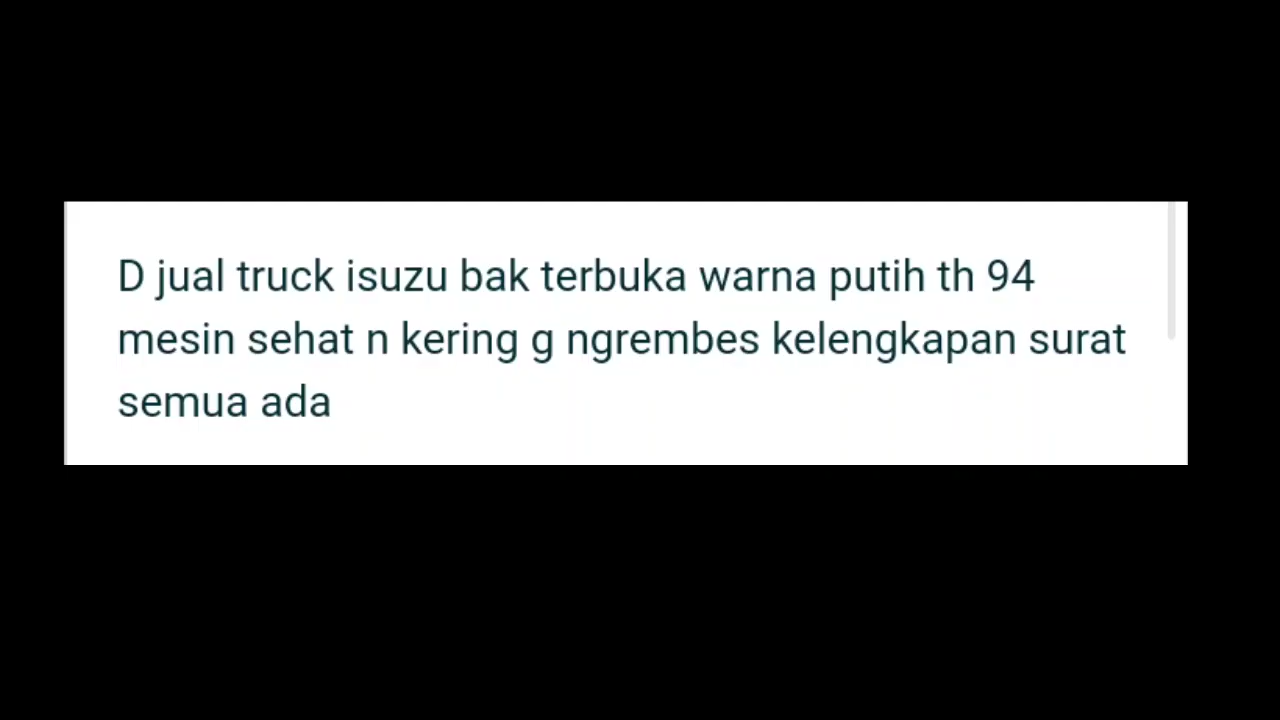 D jual truck isuzu bak terbuka warna putih th 94
mesin sehat n kering g ngrembes kelengkapan surat
semua ada